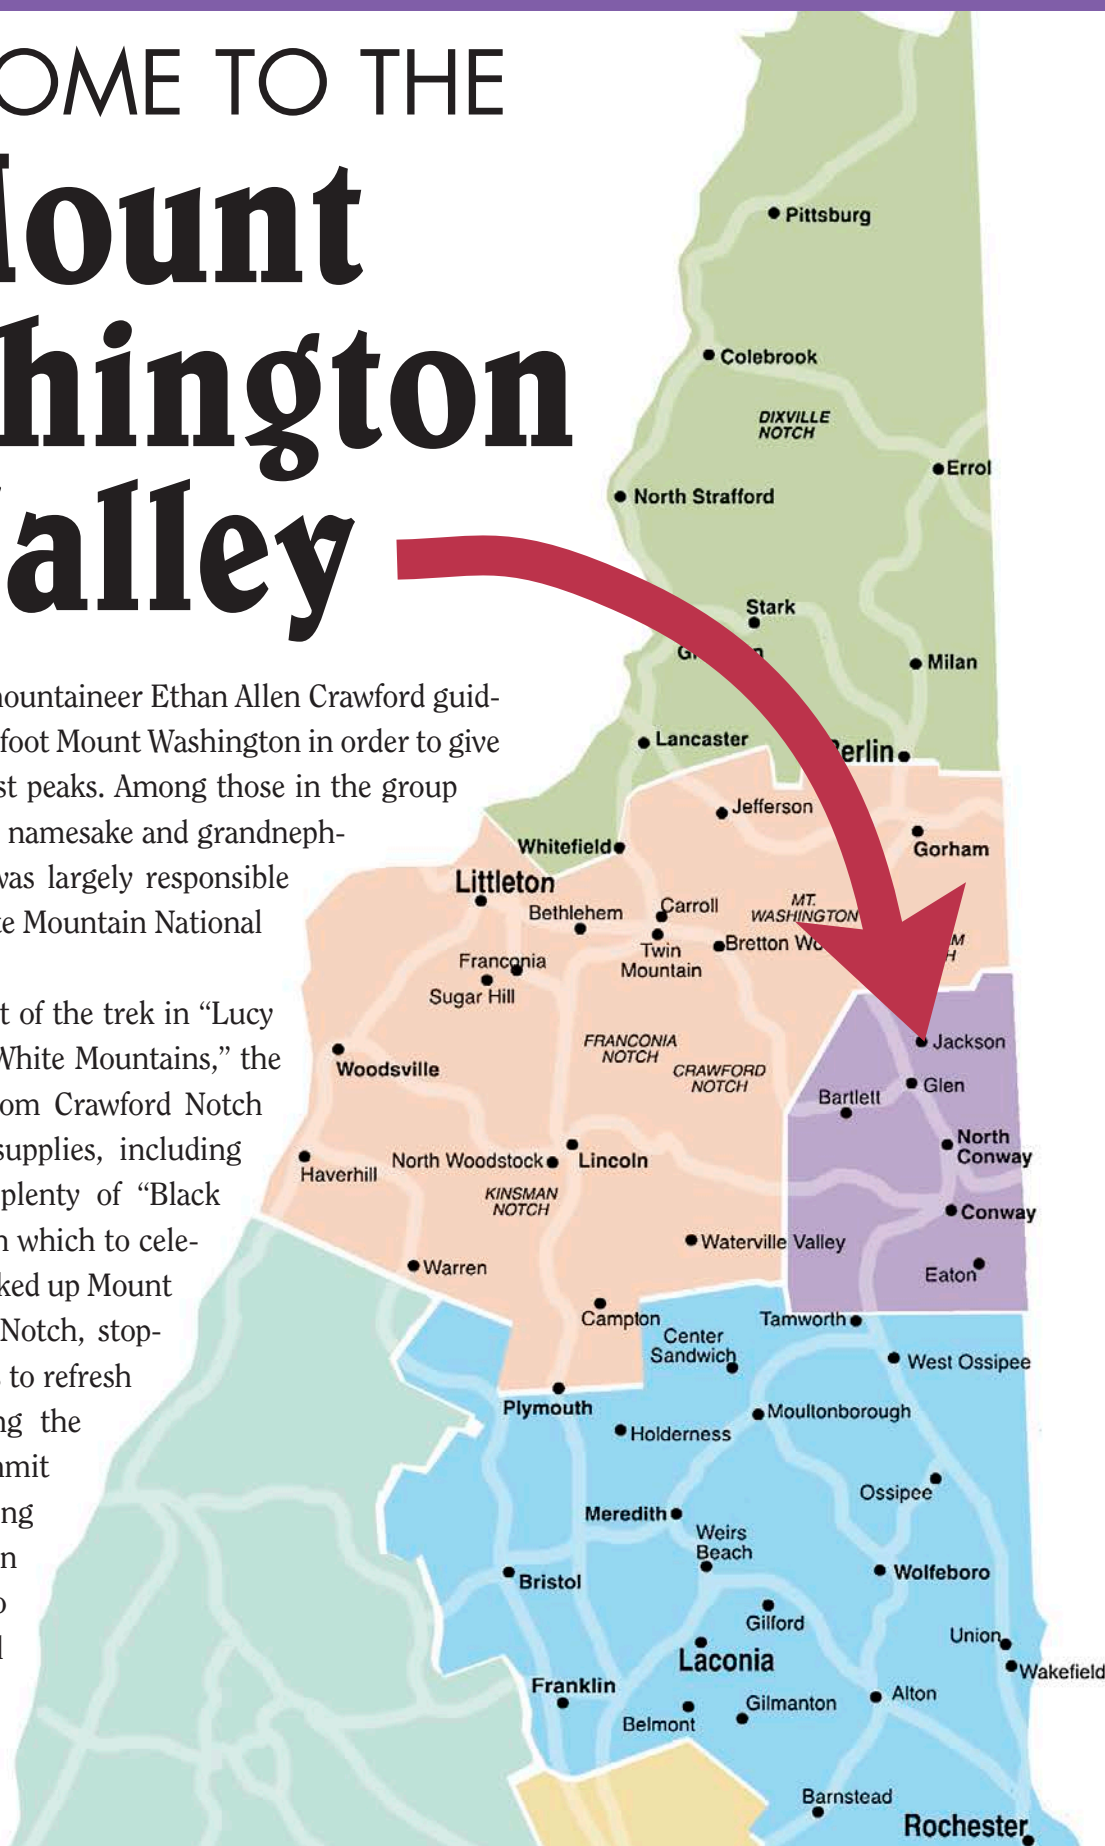 OME TO THE
ount
hington
alley
mountaineer Ethan Allen Crawford guid-
foot Mount Washington in order to give
st peaks. Among those in the group
namesake and grandneph-
was largely responsible
te Mountain National
t of the trek in “Lucy
White Mountains,” the
om Crawford Notch
supplies, including
plenty of “Black
n which to cele-
ked up Mount
Notch, stop-
to refresh
ng the
mmit
ng
n
o
l
Pittsburg
Colebrook
DIXVILLE
NOTCH
Errol
North Strafford
Stark
G
n
Milan
Lancaster
Berlin
Jefferson
Gorham
Whitefield
Littleton
Bethlehem
Carroll
MT.
WASHINGTON
Twin
Mountain
Bretton Wo
M
H
Franconia
Sugar Hill
FRANCONIA
NOTCH
CRAWFORD
NOTCH
Jackson
Woodsville
Glen
Bartlett
North
Conway
Haverhill
North Woodstock
Lincoln
KINSMAN
NOTCH
Conway
Waterville Valley
Warren
Eaton
Campton
Tamworth
Center
Sandwich
West Ossipee
Plymouth
Moultonborough
Holderness
Ossipee
Meredith
Weirs
Beach
Bristol
Wolfeboro
Gilford
Union
Laconia
Wakefield
Franklin
Alton
Gilmanton
Belmont
Barnstead
Rochester